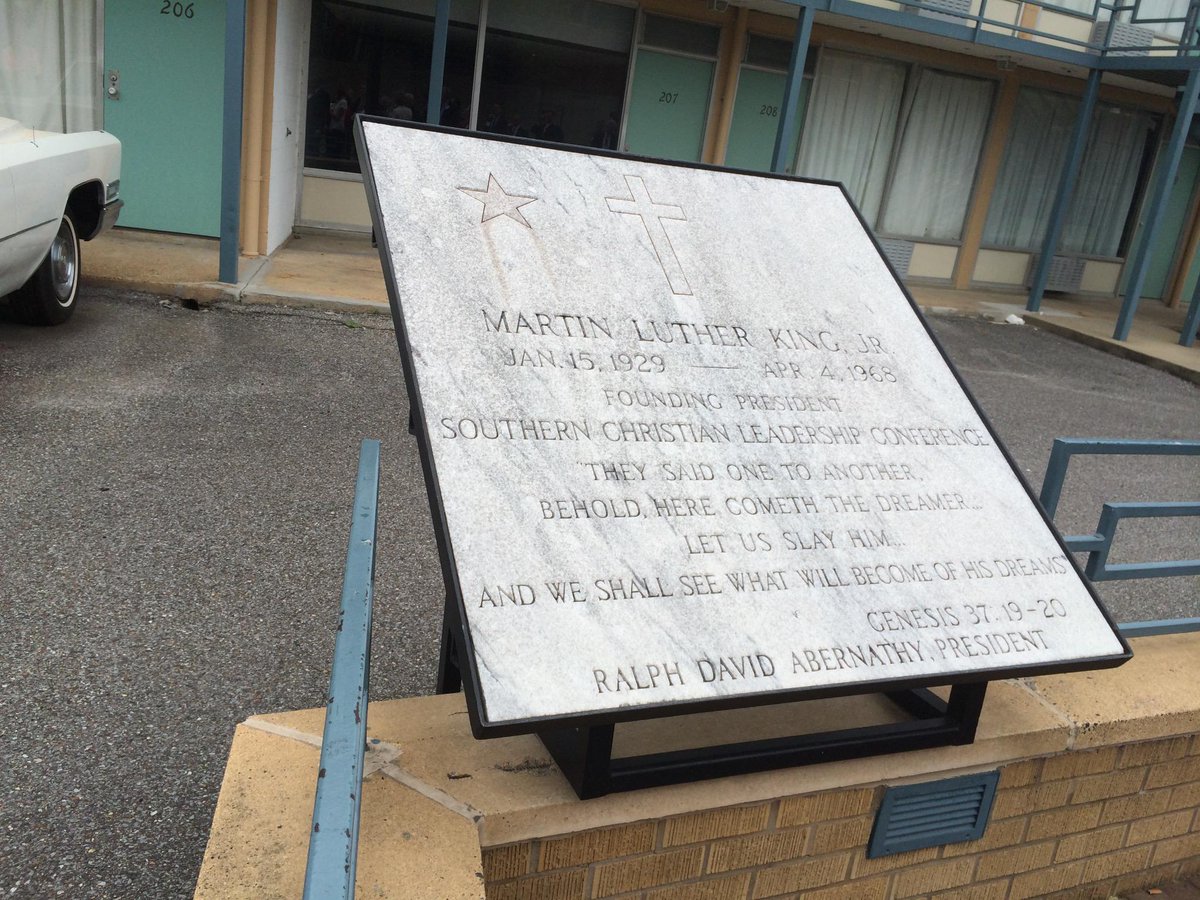 206
207
208
MARTIN LUTHER KING, JR.
JAN. 15, 1929 — APR. 4, 1968
FOUNDING PRESIDENT
SOUTHERN CHRISTIAN LEADERSHIP CONFERENCE
"THEY SAID ONE TO ANOTHER,
BEHOLD, HERE COMETH THE DREAMER...
LET US SLAY HIM...
AND WE SHALL SEE WHAT WILL BECOME OF HIS DREAMS"
GENESIS 37: 19-20
RALPH DAVID ABERNATHY, PRESIDENT